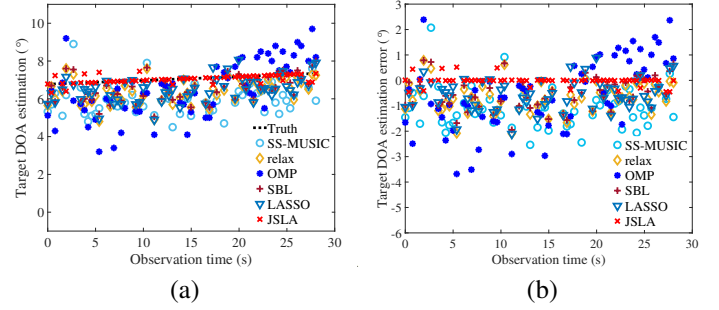 Target DOA estimation (°)
10
8
6
4
2
0
0
5
10
15
20
25
30
Observation time (s)
Truth
SS-MUSIC
relax
OMP
SBL
LASSO
JSLA
(a)
Target DOA estimation error (°)
3
2
1
0
-1
-2
-3
-4
-5
-6
0
5
10
15
20
25
30
Observation time (s)
SS-MUSIC
relax
OMP
SBL
LASSO
JSLA
(b)